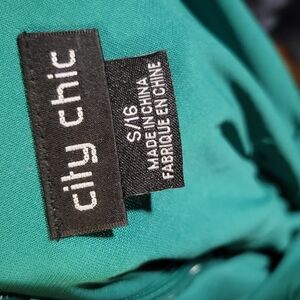 city chic
S/16
MADE IN CHINA
FABRIQUE EN CHINE